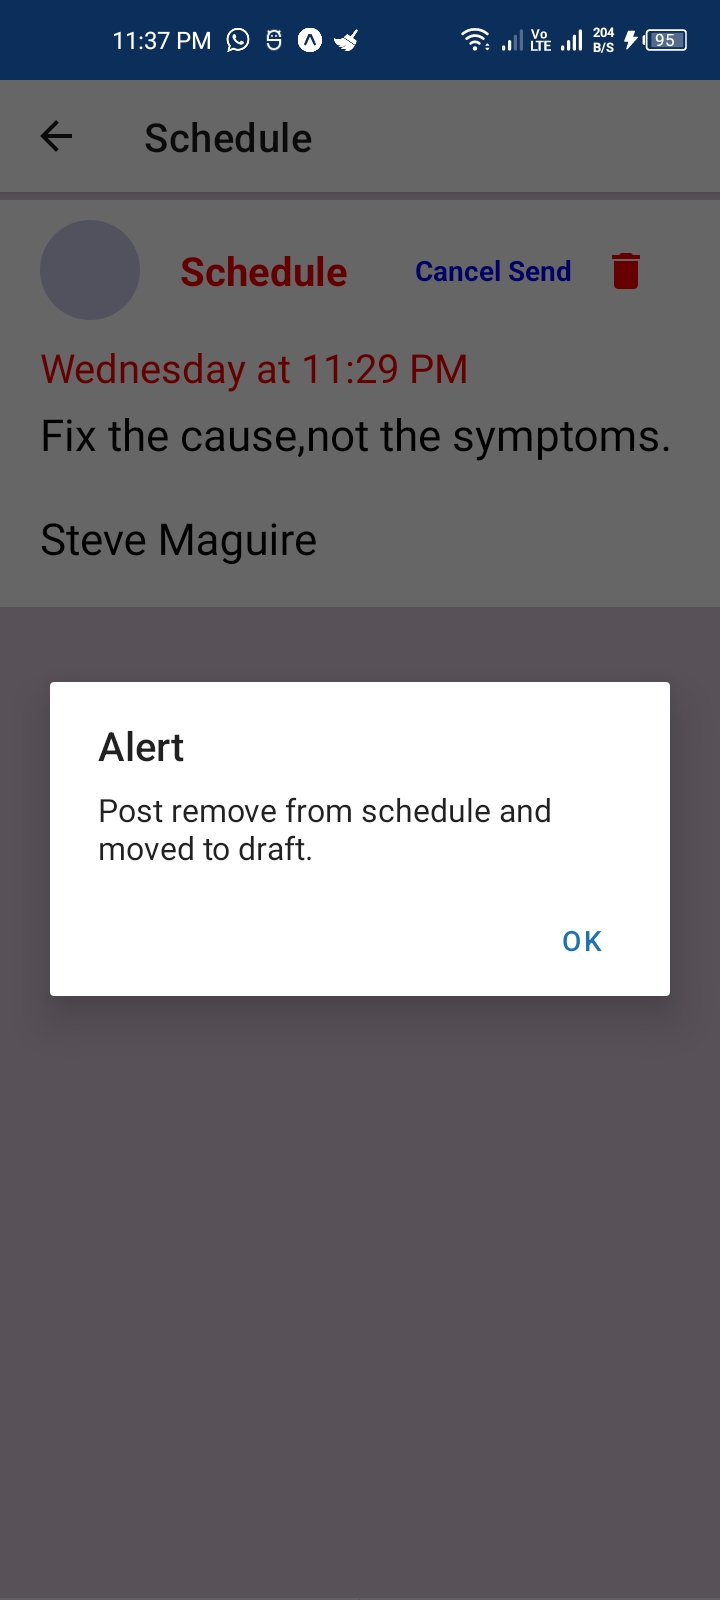 11:37 PM Vo LTE 204 B/S 95
Schedule
Schedule Cancel Send
Wednesday at 11:29 PM
Fix the cause,not the symptoms.
Steve Maguire
Alert
Post remove from schedule and
moved to draft.
OK